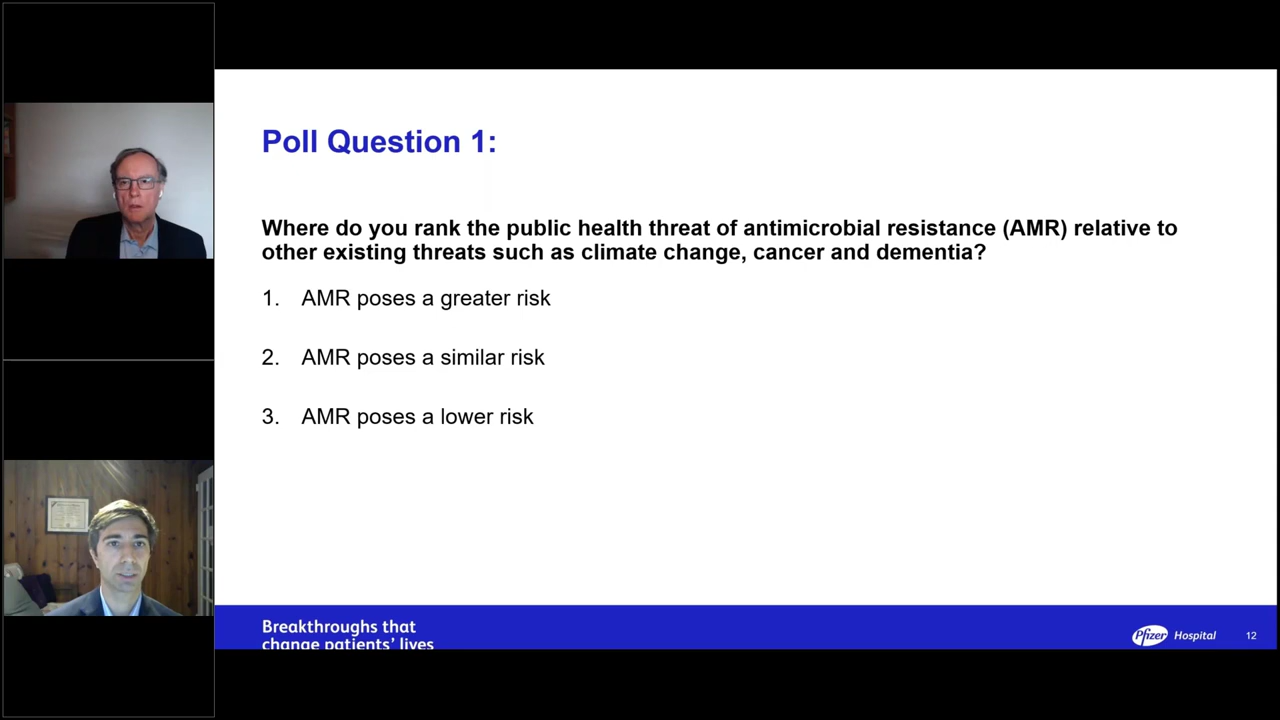 Poll Question 1:
Where do you rank the public health threat of antimicrobial resistance (AMR) relative to
other existing threats such as climate change, cancer and dementia?
1. AMR poses a greater risk
2. AMR poses a similar risk
3. AMR poses a lower risk
Breakthroughs that
change patients' lives
Pfizer Hospital 12